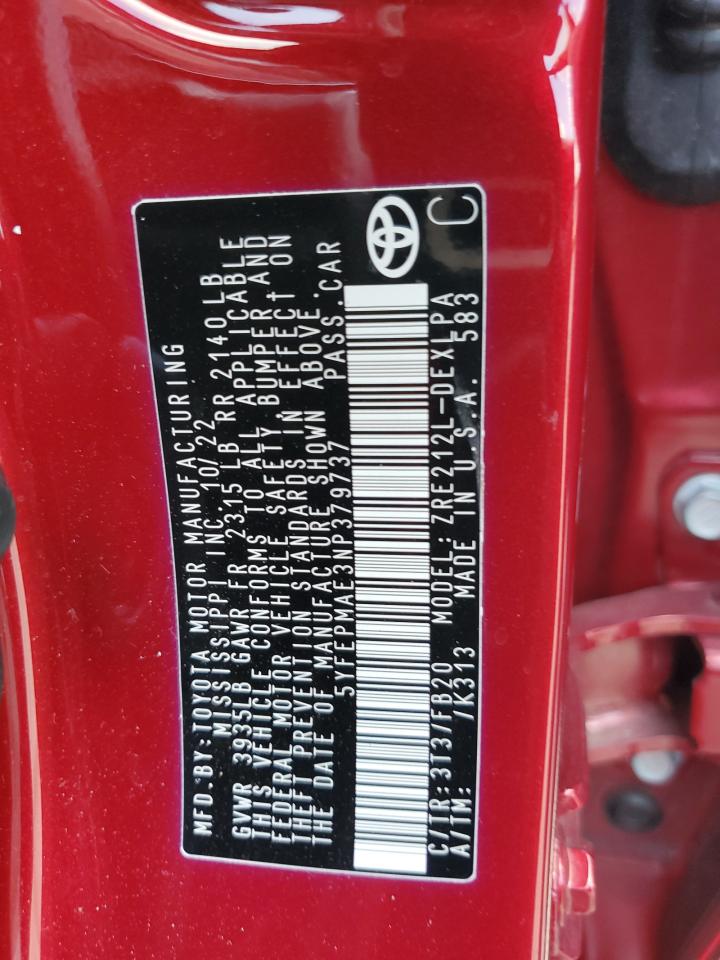 MFD.BY:TOYOTA MOTOR MANUFACTURING
MISSISSIPPI INC. 10/22
GVWR 3935LB GAWR FR 2315 LB RR 2140 LB
THIS VEHICLE CONFORMS TO ALL APPLICABLE
FEDERAL MOTOR VEHICLE SAFETY, BUMPER AND
THEFT PREVENTION STANDARDS IN EFFECT ON
THE DATE OF MANUFACTURE SHOWN ABOVE.
5YFEPMAE3NP379737 PASS.CAR
C/TR:3T37/FB20 MODEL:ZRE212L-DEXLPA
A/TM: /K313 MADE IN U.S.A. 583
C